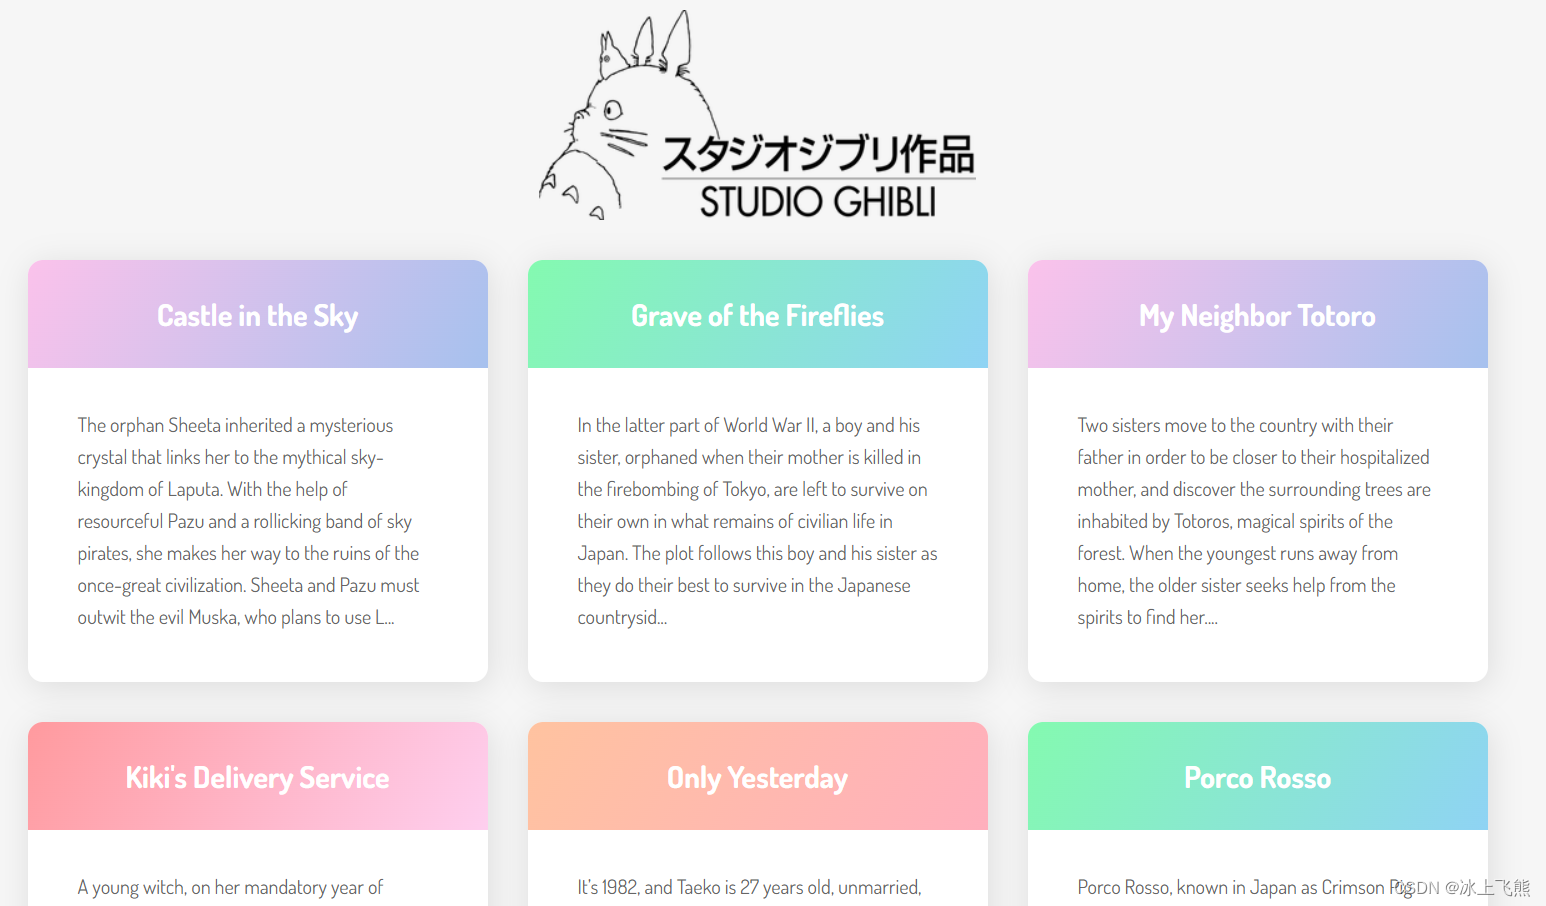 スタジオジブリ作品
STUDIO GHIBLI
Castle in the Sky
The orphan Sheeta inherited a mysterious
crystal that links her to the mythical sky-
kingdom of Laputa. With the help of
resourceful Pazu and a rollicking band of sky
pirates, she makes her way to the ruins of the
once-great civilization. Sheeta and Pazu must
outwit the evil Muska, who plans to use L...
Grave of the Fireflies
In the latter part of World War II, a boy and his
sister, orphaned when their mother is killed in
the firebombing of Tokyo, are left to survive on
their own in what remains of civilian life in
Japan. The plot follows this boy and his sister as
they do their best to survive in the Japanese
countrysid...
My Neighbor Totoro
Two sisters move to the country with their
father in order to be closer to their hospitalized
mother, and discover the surrounding trees are
inhabited by Totoros, magical spirits of the
forest. When the youngest runs away from
home, the older sister seeks help from the
spirits to find her....
Kiki's Delivery Service
A young witch, on her mandatory year of
Only Yesterday
It's 1982, and Taeko is 27 years old, unmarried,
Porco Rosso
Porco Rosso, known in Japan as Crimson Pig
CSDN @冰上飞熊